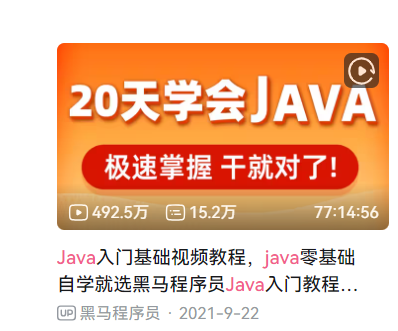 20天学会JAVA
极速掌握 干就对了!
492.5万 15.2万 77:14:56
Java入门基础视频教程，java零基础
自学就选黑马程序员Java入门教程...
UP 黑马程序员 · 2021-9-22